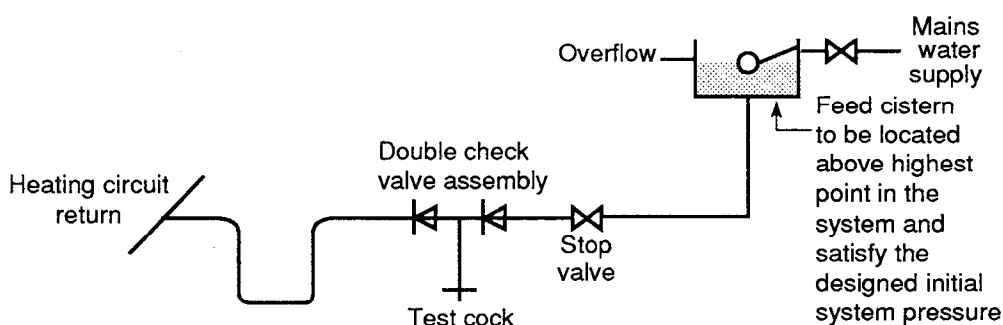 Mains
water
supply
Overflow
Feed cistern
to be located
above highest
point in the
system and
satisfy the
designed initial
system pressure
Double check
valve assembly
Heating circuit
return
Stop
valve
Test cock